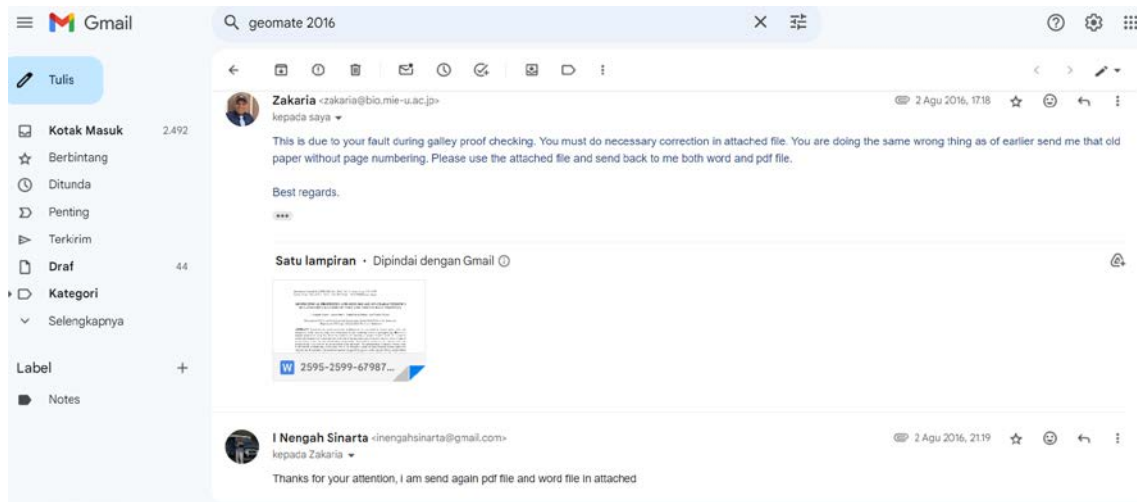 Gmail
geomate 2016
Tulis
Kotak Masuk 2.492
Berbintang
Ditunda
Penting
Terkirim
Draf 44
Kategori
Selengkapnya
Label +
Notes
Zakaria <zakaria@bio.mie-u.ac.jp> 2 Agu 2016, 17.18
kepada saya
This is due to your fault during galley proof checking. You must do necessary correction in attached file. You are doing the same wrong thing as of earlier send me that old
paper without page numbering. Please use the attached file and send back to me both word and pdf file.
Best regards.
Satu lampiran • Dipindai dengan Gmail
W 2595-2599-67987...
I Nengah Sinarta <inengahsinarta@gmail.com> 2 Agu 2016, 21.19
kepada Zakaria
Thanks for your attention, i am send again pdf file and word file in attached